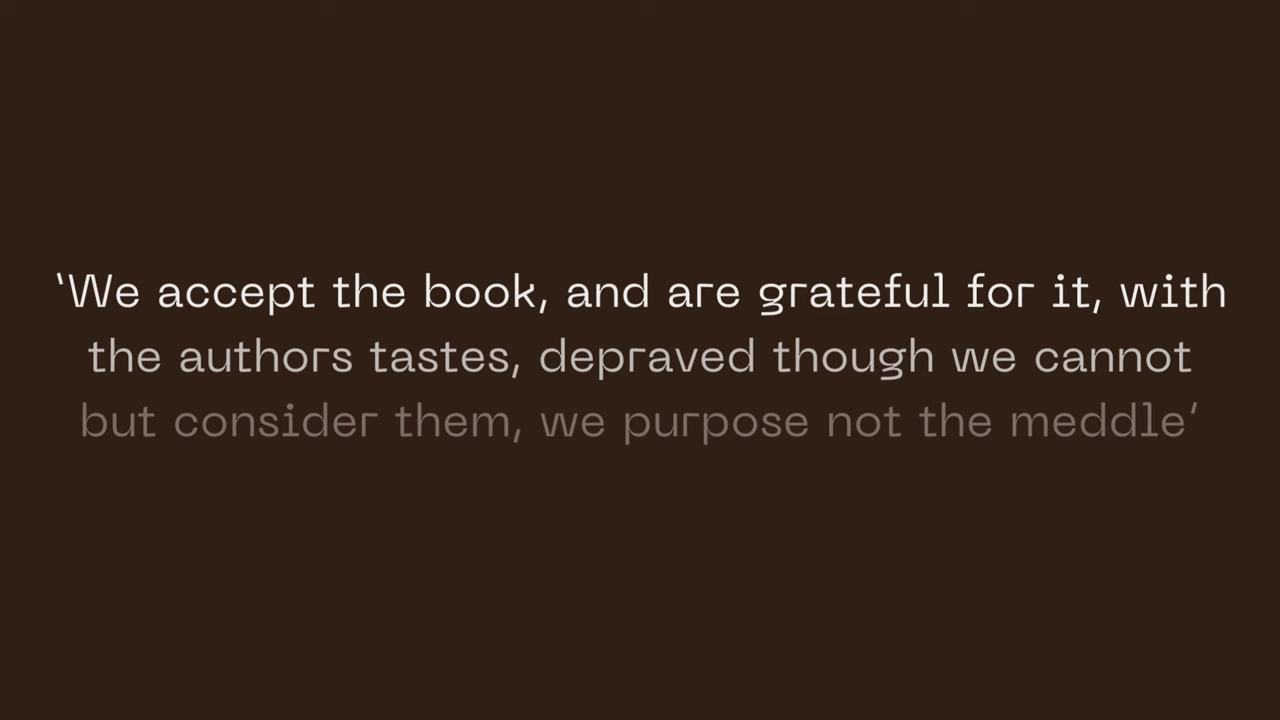 ‘We accept the book, and are grateful for it, with
the authors tastes, depraved though we cannot
but consider them, we purpose not the meddle’